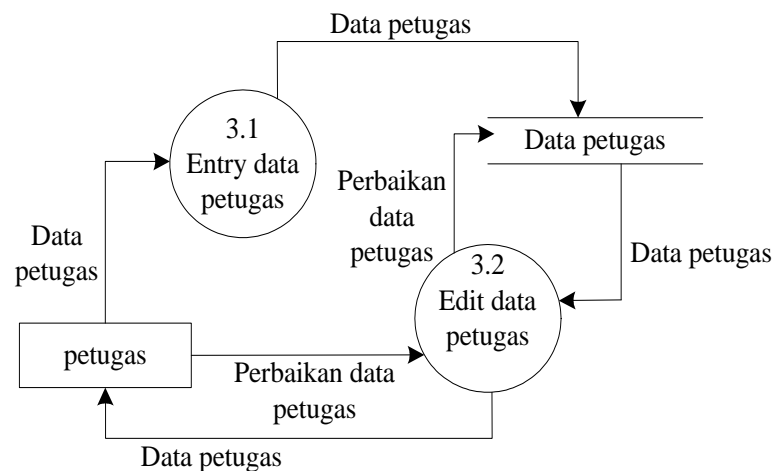 Data petugas
3.1
Entry data
petugas
Data petugas
Perbaikan
data
petugas
Data
petugas
3.2
Edit data
petugas
Data petugas
petugas
Perbaikan data
petugas
Data petugas